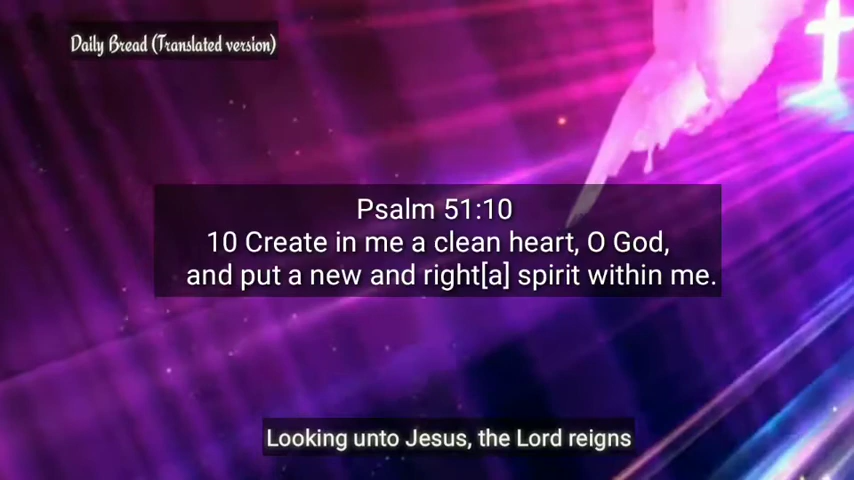 Daily Bread (Translated version)
Psalm 51:10
10 Create in me a clean heart, O God,
and put a new and right[a] spirit within me.
Looking unto Jesus, the Lord reigns